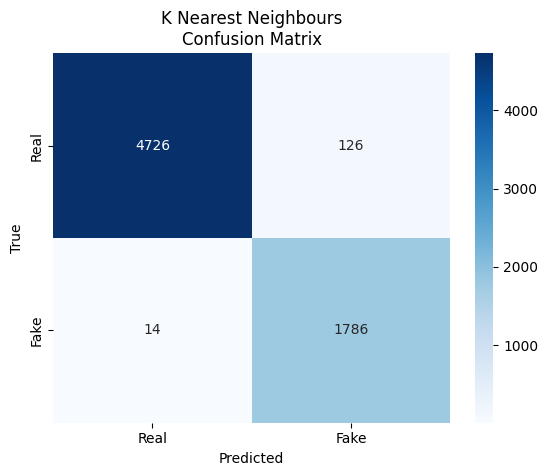 K Nearest Neighbours
Confusion Matrix
True
Real
Fake
4726 126
14 1786
Real Fake
Predicted
4000
3000
2000
1000